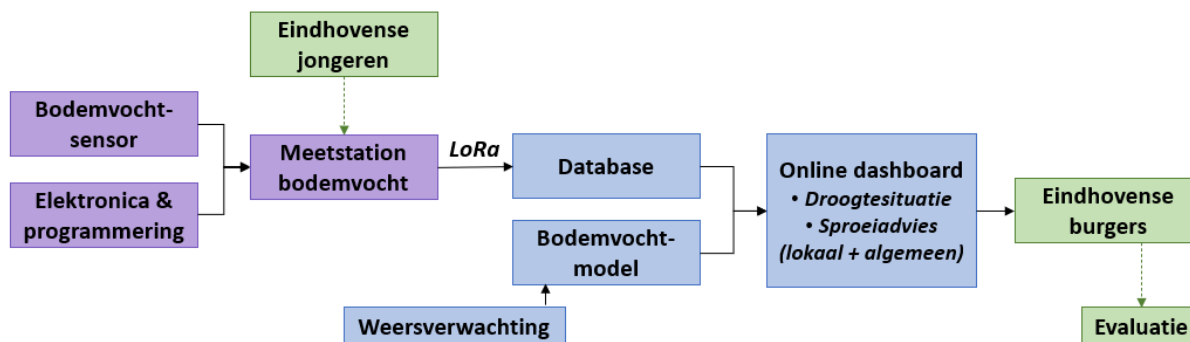 Eindhovense
jongeren
Bodemvocht-
sensor
Elektronica &
programmering
Meetstation
bodemvocht
LoRa
Database
Bodemvocht-
model
Weersverwachting
Online dashboard
• Droogtesituatie
• Sproeiadvies
(lokaal + algemeen)
Eindhovense
burgers
Evaluatie